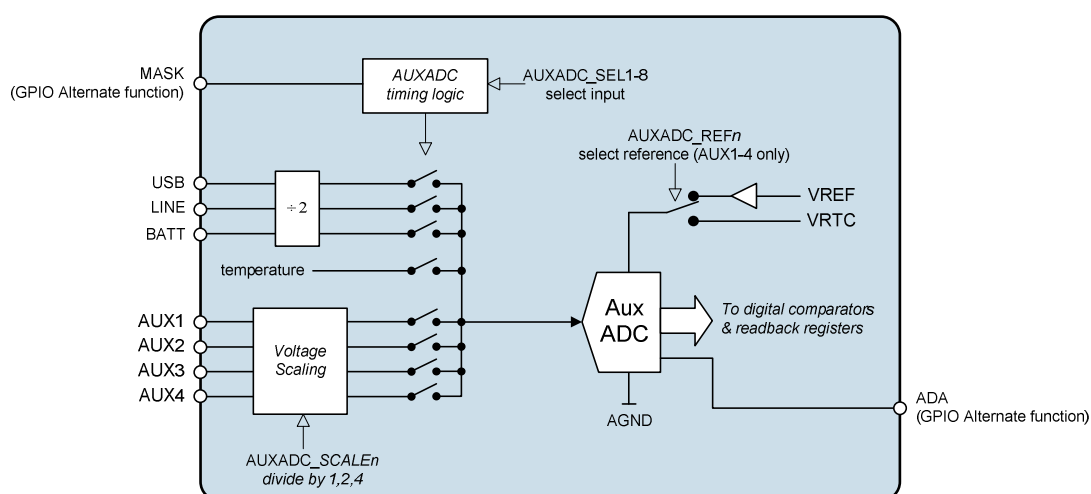 MASK
(GPIO Alternate function)
AUXADC
timing logic
AUXADC_SEL1-8
select input
AUXADC_REFn
select reference (AUX1-4 only)
USB
LINE
BATT
÷2
VREF
VRTC
temperature
AUX1
AUX2
AUX3
AUX4
Voltage
Scaling
Aux
ADC
To digital comparators
& readback registers
AGND
ADA
(GPIO Alternate function)
AUXADC_SCALEn
divide by 1,2,4